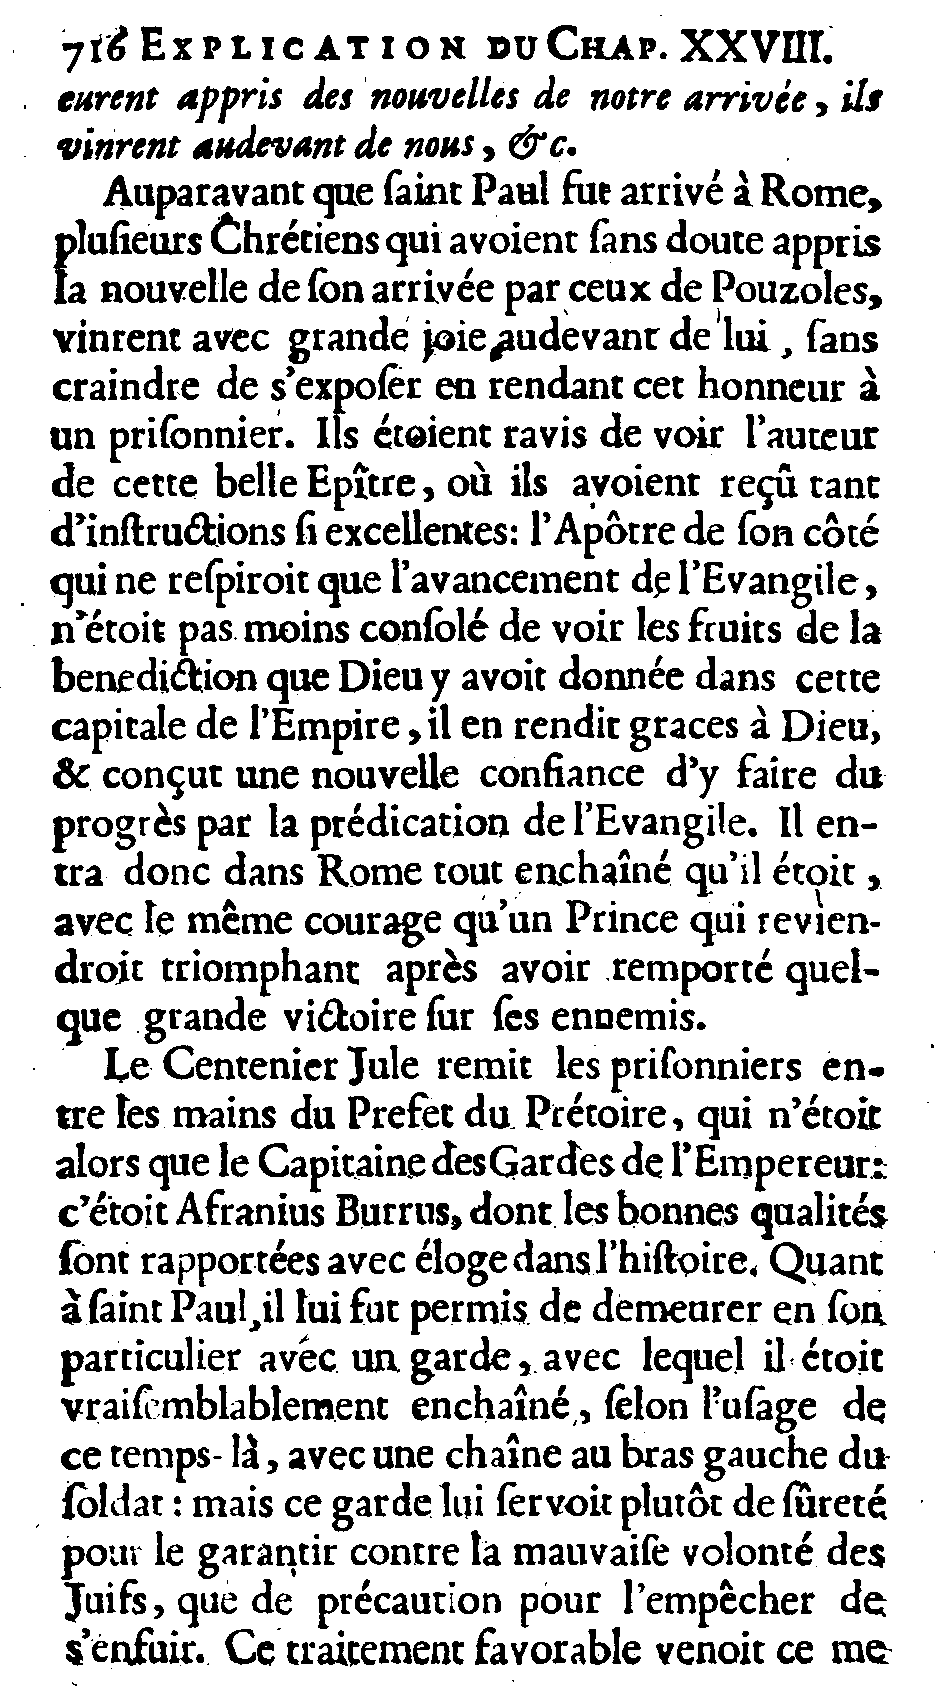 716 EXPLICATION DU CHAP. XXVIII.
eurent appris des nouvelles de notre arrivée, ils
vinrent audevant de nous, &c.
Auparavant que ſaint Paul fut arrivé à Rome,
pluſieurs Chrétiens qui avoient ſans doute appris
la nouvelle de ſon arrivée par ceux de Pouzoles,
vinrent avec grande joie audevant de lui, ſans
craindre de s'expoſer en rendant cet honneur à
un priſonnier. Ils étoient ravis de voir l'auteur
de cette belle Epître, où ils avoient reçû tant
d'inſtructions ſi excellentes: l'Apôtre de ſon côté
qui ne reſpiroit que l'avancement de l'Evangile,
n'étoit pas moins conſolé de voir les fruits de la
benediction que Dieu y avoit donnée dans cette
capitale de l'Empire, il en rendit graces à Dieu,
& conçut une nouvelle confiance d'y faire du
progrès par la prédication de l'Evangile. Il en-
tra donc dans Rome tout enchaîné qu'il étoit,
avec le même courage qu'un Prince qui revien-
droit triomphant après avoir remporté quel-
que grande victoire ſur ſes ennemis.
Le Centenier Jule remit les priſonniers en-
tre les mains du Prefet du Prétoire, qui n'étoit
alors que le Capitaine des Gardes de l'Empereur:
c'étoit Afranius Burrus, dont les bonnes qualités
ſont rapportées avec éloge dans l'hiſtoire. Quant
à ſaint Paul, il lui fut permis de demeurer en ſon
particulier avec un garde, avec lequel il étoit
vraiſemblablement enchaîné, ſelon l'uſage de
ce temps-là, avec une chaîne au bras gauche du
ſoldat : mais ce garde lui ſervoit plutôt de ſûreté
pour le garantir contre la mauvaiſe volonté des
Juifs, que de précaution pour l'empêcher de
s'enfuir. Ce traitement favorable venoit ce me